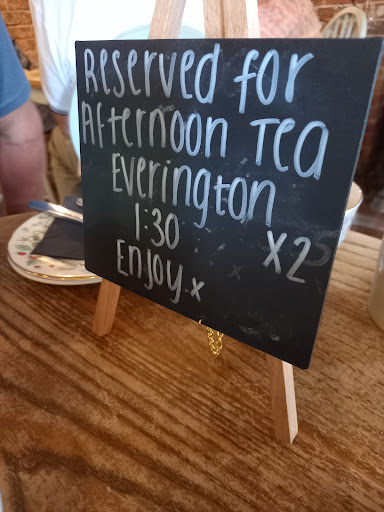 Reserved for
Afternoon Tea
Everington
1:30 x2
Enjoy x